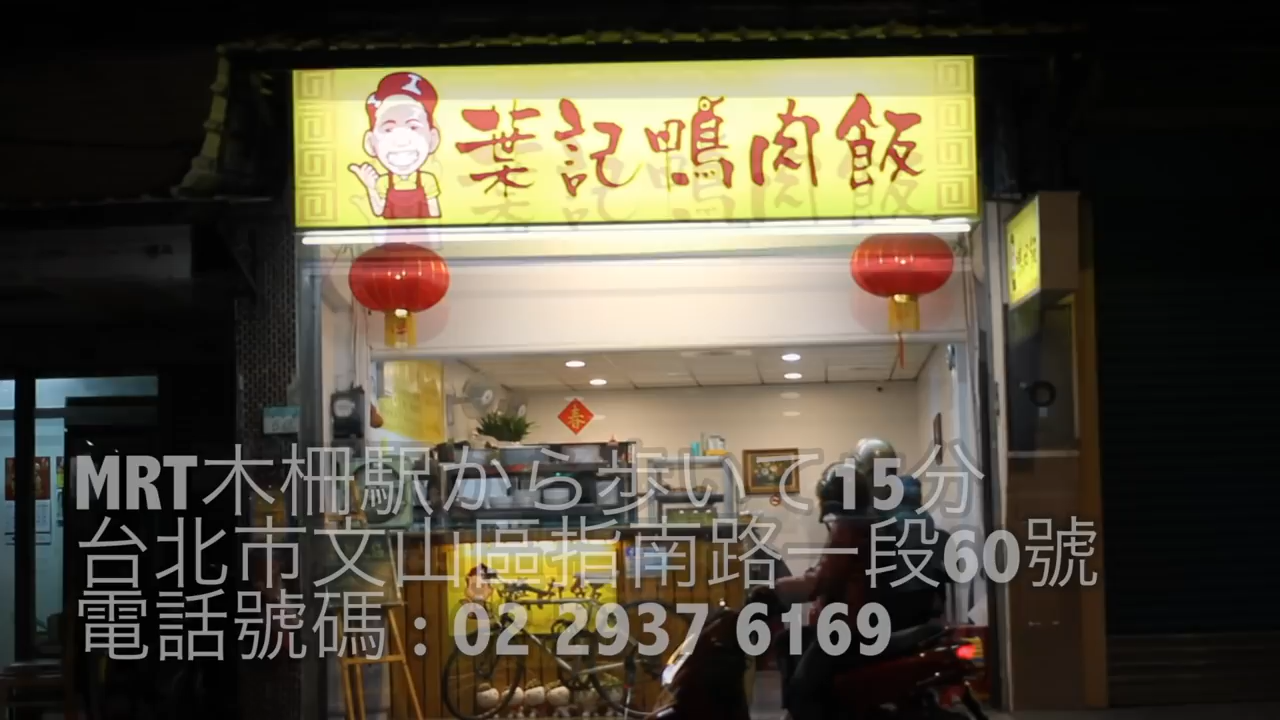 葉記鴨肉飯
春
MRT木柵駅から歩いて15分
台北市文山區指南路一段60號
電話號碼：02 2937 6169